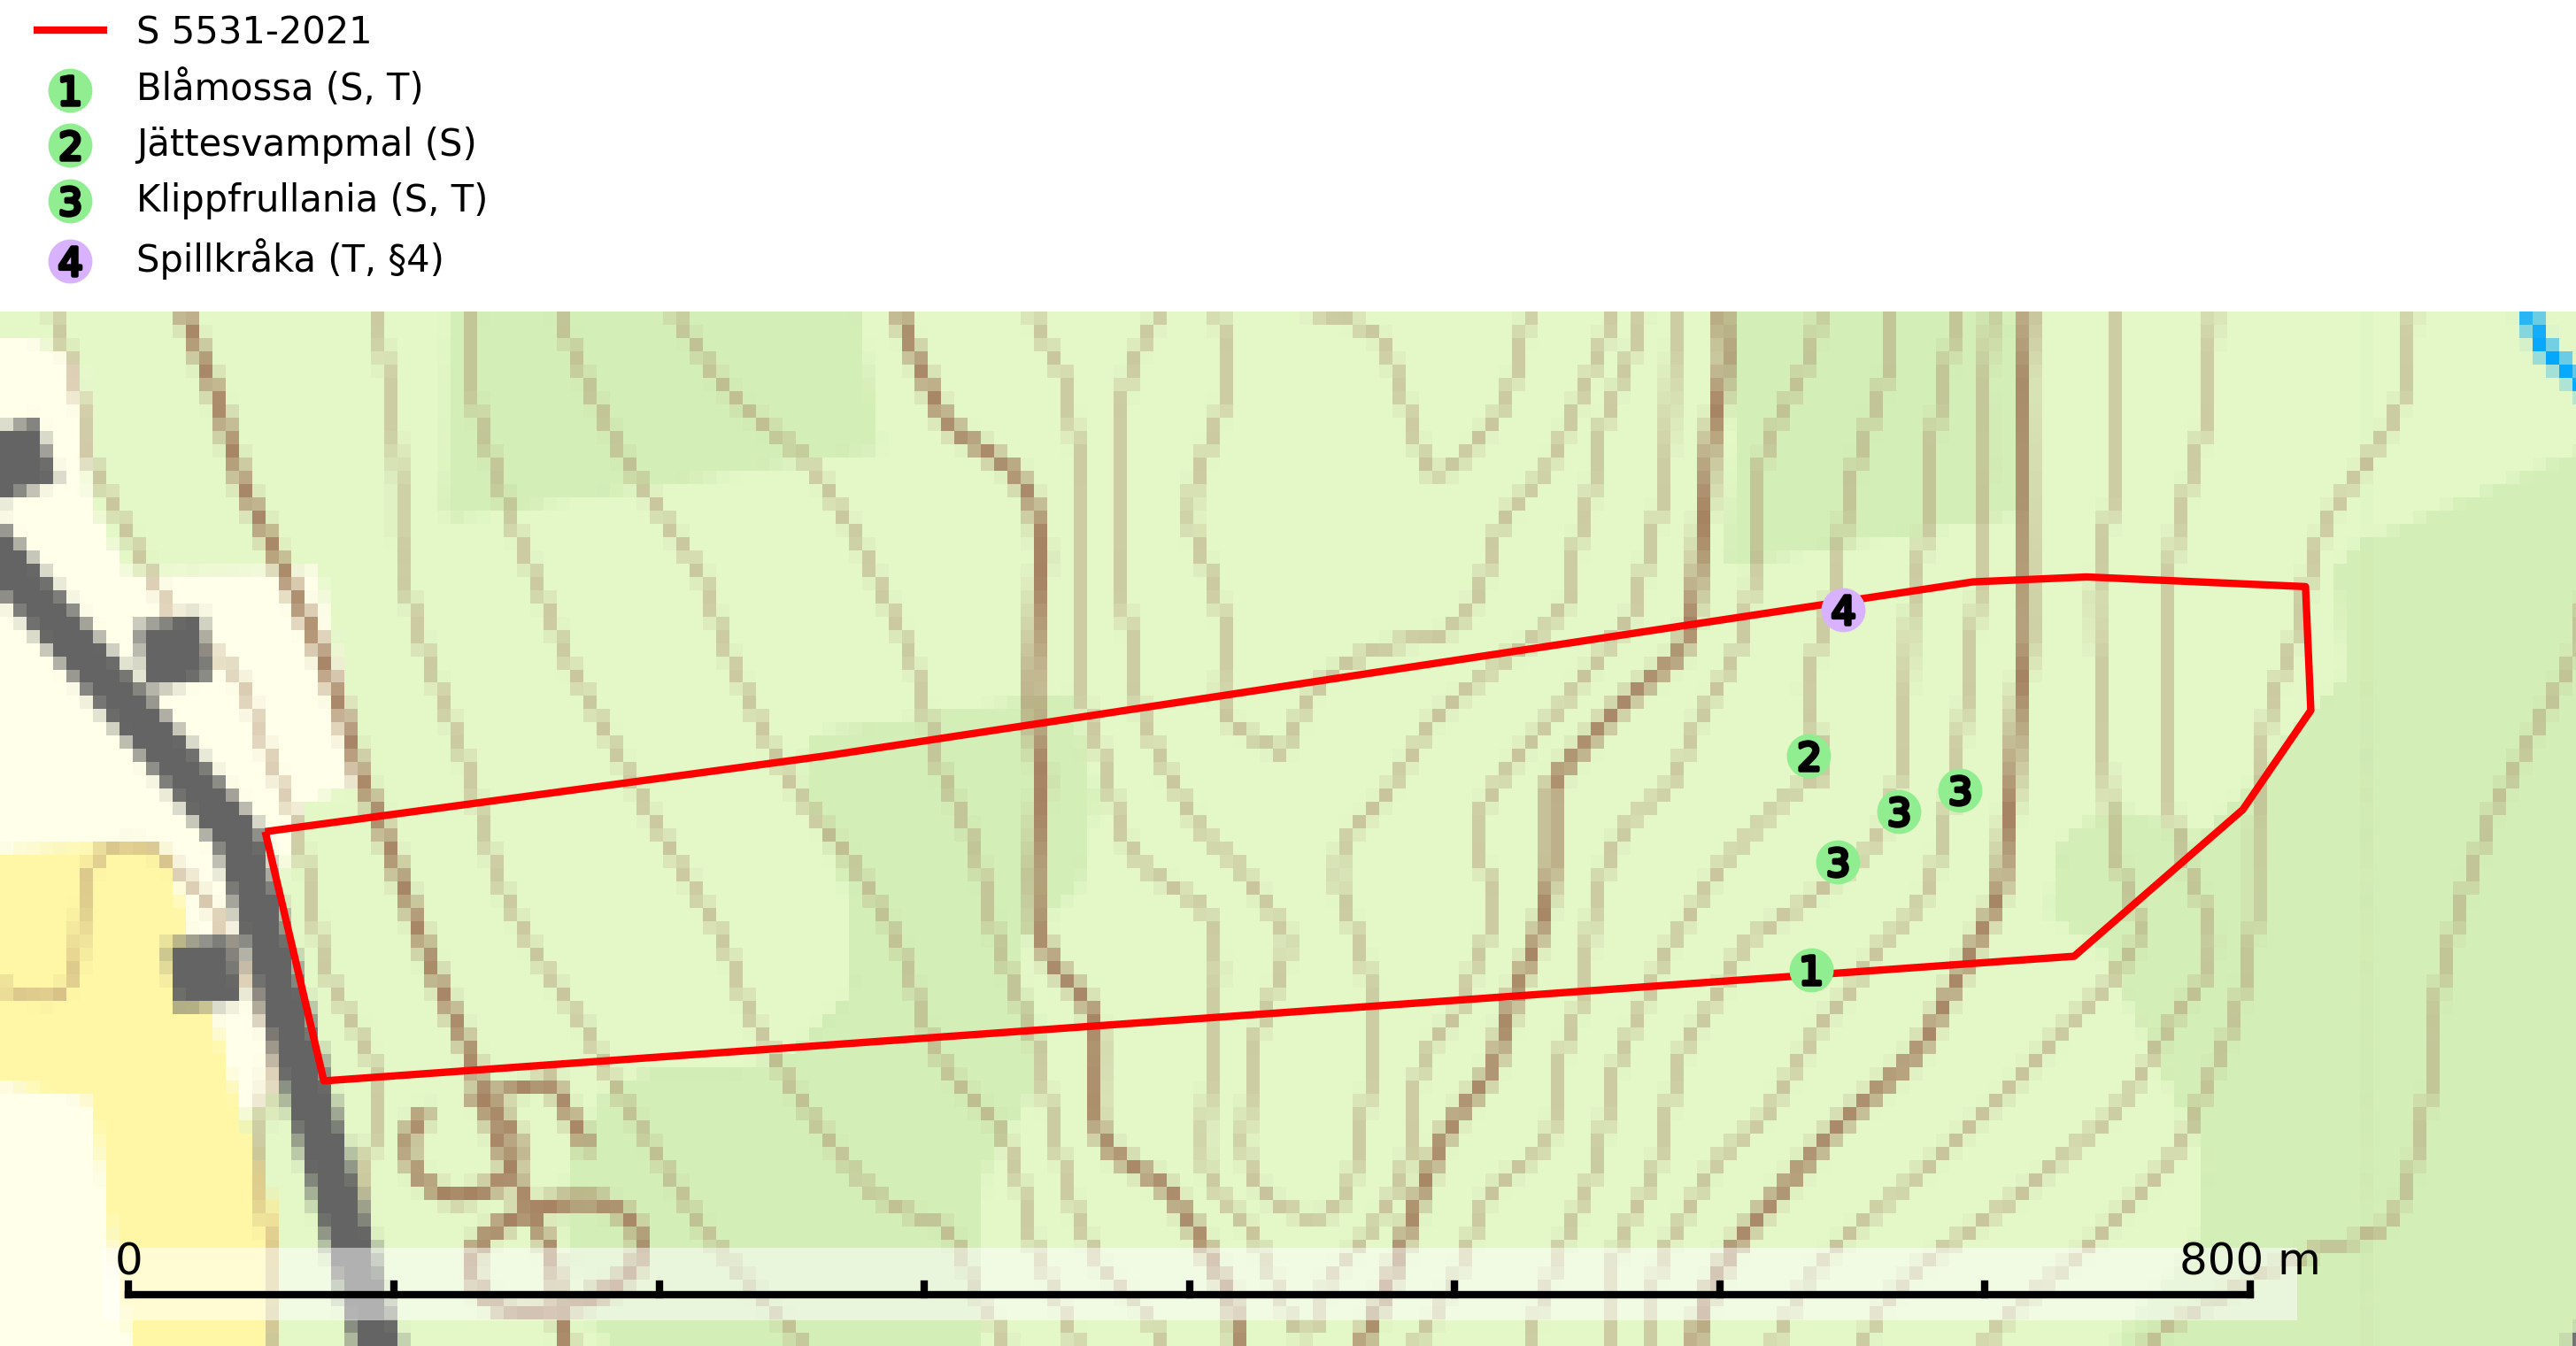 S 5531-2021
1 Blåmossa (S, T)
2 Jättesvampmal (S)
3 Klippfrullania (S, T)
4 Spillkråka (T, §4)
4
2
3
3
3
1
0 800 m